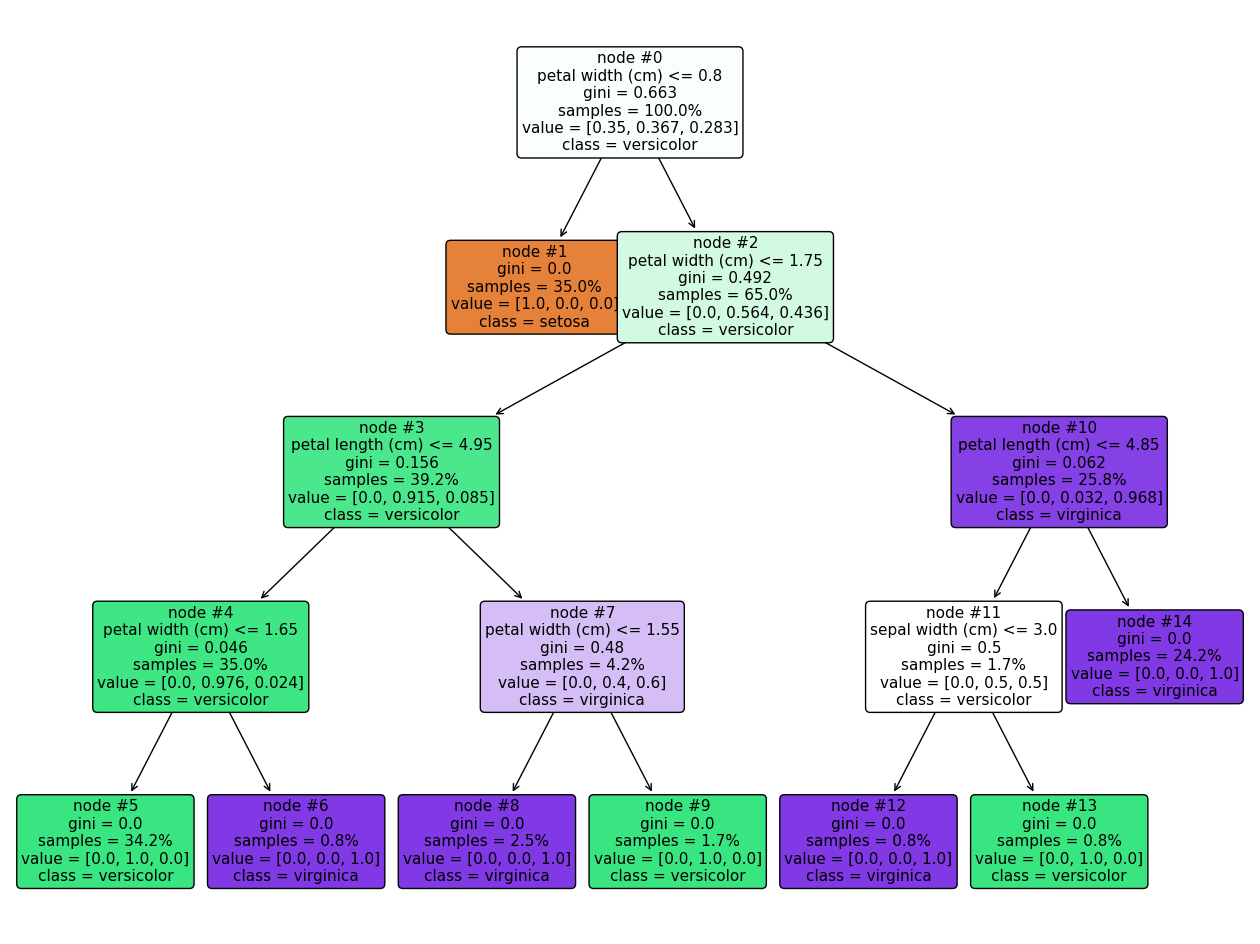 node #0
petal width (cm) <= 0.8
gini = 0.663
samples = 100.0%
value = [0.35, 0.367, 0.283]
class = versicolor
node #1
gini = 0.0
samples = 35.0%
value = [1.0, 0.0, 0.0]
class = setosa
node #2
petal width (cm) <= 1.75
gini = 0.492
samples = 65.0%
value = [0.0, 0.564, 0.436]
class = versicolor
node #3
petal length (cm) <= 4.95
gini = 0.156
samples = 39.2%
value = [0.0, 0.915, 0.085]
class = versicolor
node #10
petal length (cm) <= 4.85
gini = 0.062
samples = 25.8%
value = [0.0, 0.032, 0.968]
class = virginica
node #4
petal width (cm) <= 1.65
gini = 0.046
samples = 35.0%
value = [0.0, 0.976, 0.024]
class = versicolor
node #7
petal width (cm) <= 1.55
gini = 0.48
samples = 4.2%
value = [0.0, 0.4, 0.6]
class = virginica
node #11
sepal width (cm) <= 3.0
gini = 0.5
samples = 1.7%
value = [0.0, 0.5, 0.5]
class = versicolor
node #14
gini = 0.0
samples = 24.2%
value = [0.0, 0.0, 1.0]
class = virginica
node #5
gini = 0.0
samples = 34.2%
value = [0.0, 1.0, 0.0]
class = versicolor
node #6
gini = 0.0
samples = 0.8%
value = [0.0, 0.0, 1.0]
class = virginica
node #8
gini = 0.0
samples = 2.5%
value = [0.0, 0.0, 1.0]
class = virginica
node #9
gini = 0.0
samples = 1.7%
value = [0.0, 1.0, 0.0]
class = versicolor
node #12
gini = 0.0
samples = 0.8%
value = [0.0, 0.0, 1.0]
class = virginica
node #13
gini = 0.0
samples = 0.8%
value = [0.0, 1.0, 0.0]
class = versicolor